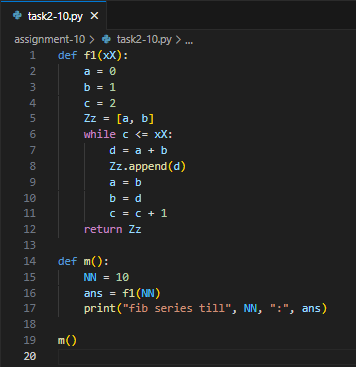 task2-10.py ×
assignment-10 > task2-10.py > ...
1 def f1(xX):
2     a = 0
3     b = 1
4     c = 2
5     Zz = [a, b]
6     while c <= xX:
7         d = a + b
8         Zz.append(d)
9         a = b
10         b = d
11         c = c + 1
12     return Zz
13
14 def m():
15     NN = 10
16     ans = f1(NN)
17     print("fib series till", NN, ":", ans)
18
19 m()
20